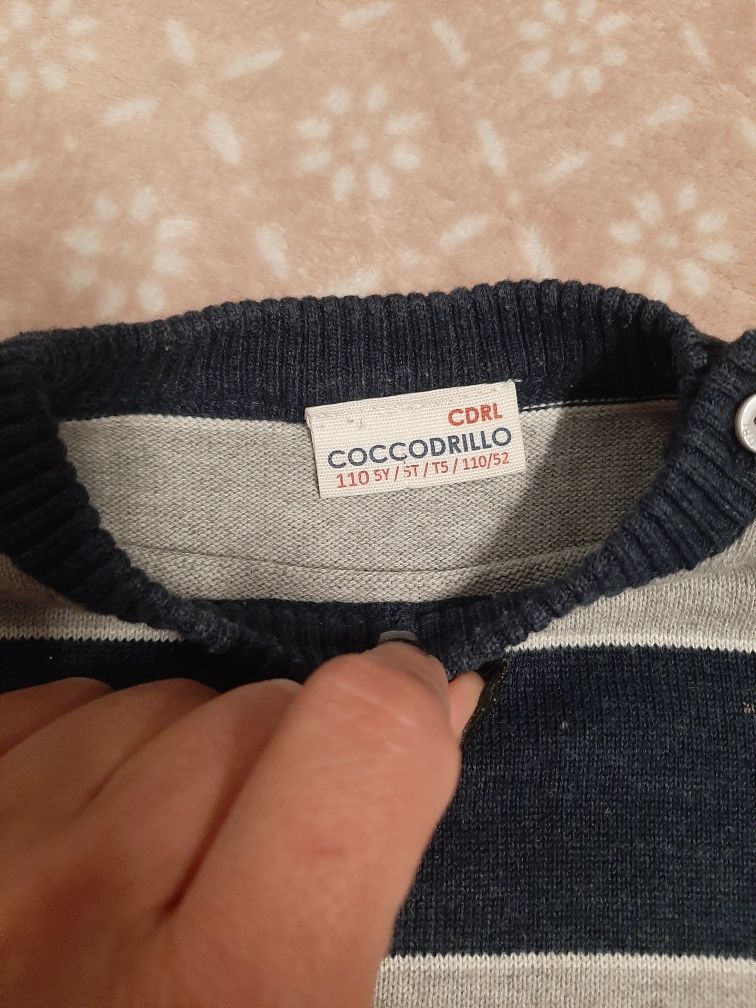 CDRL
COCCODRILLO
110 5Y / 5T / T5 / 110/52